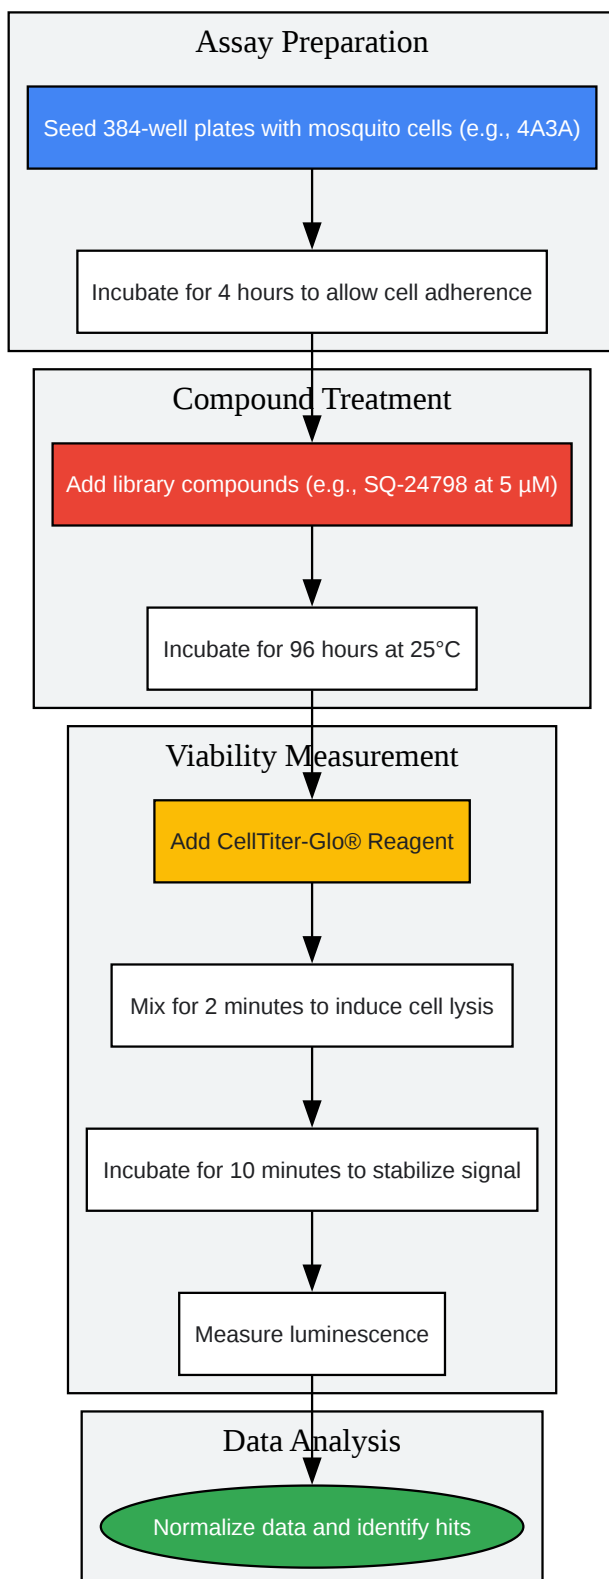 Assay Preparation
Seed 384-well plates with mosquito cells (e.g., 4A3A)
Incubate for 4 hours to allow cell adherence
Compound Treatment
Add library compounds (e.g., SQ-24798 at 5 µM)
Incubate for 96 hours at 25°C
Viability Measurement
Add CellTiter-Glo® Reagent
Mix for 2 minutes to induce cell lysis
Incubate for 10 minutes to stabilize signal
Measure luminescence
Data Analysis
Normalize data and identify hits